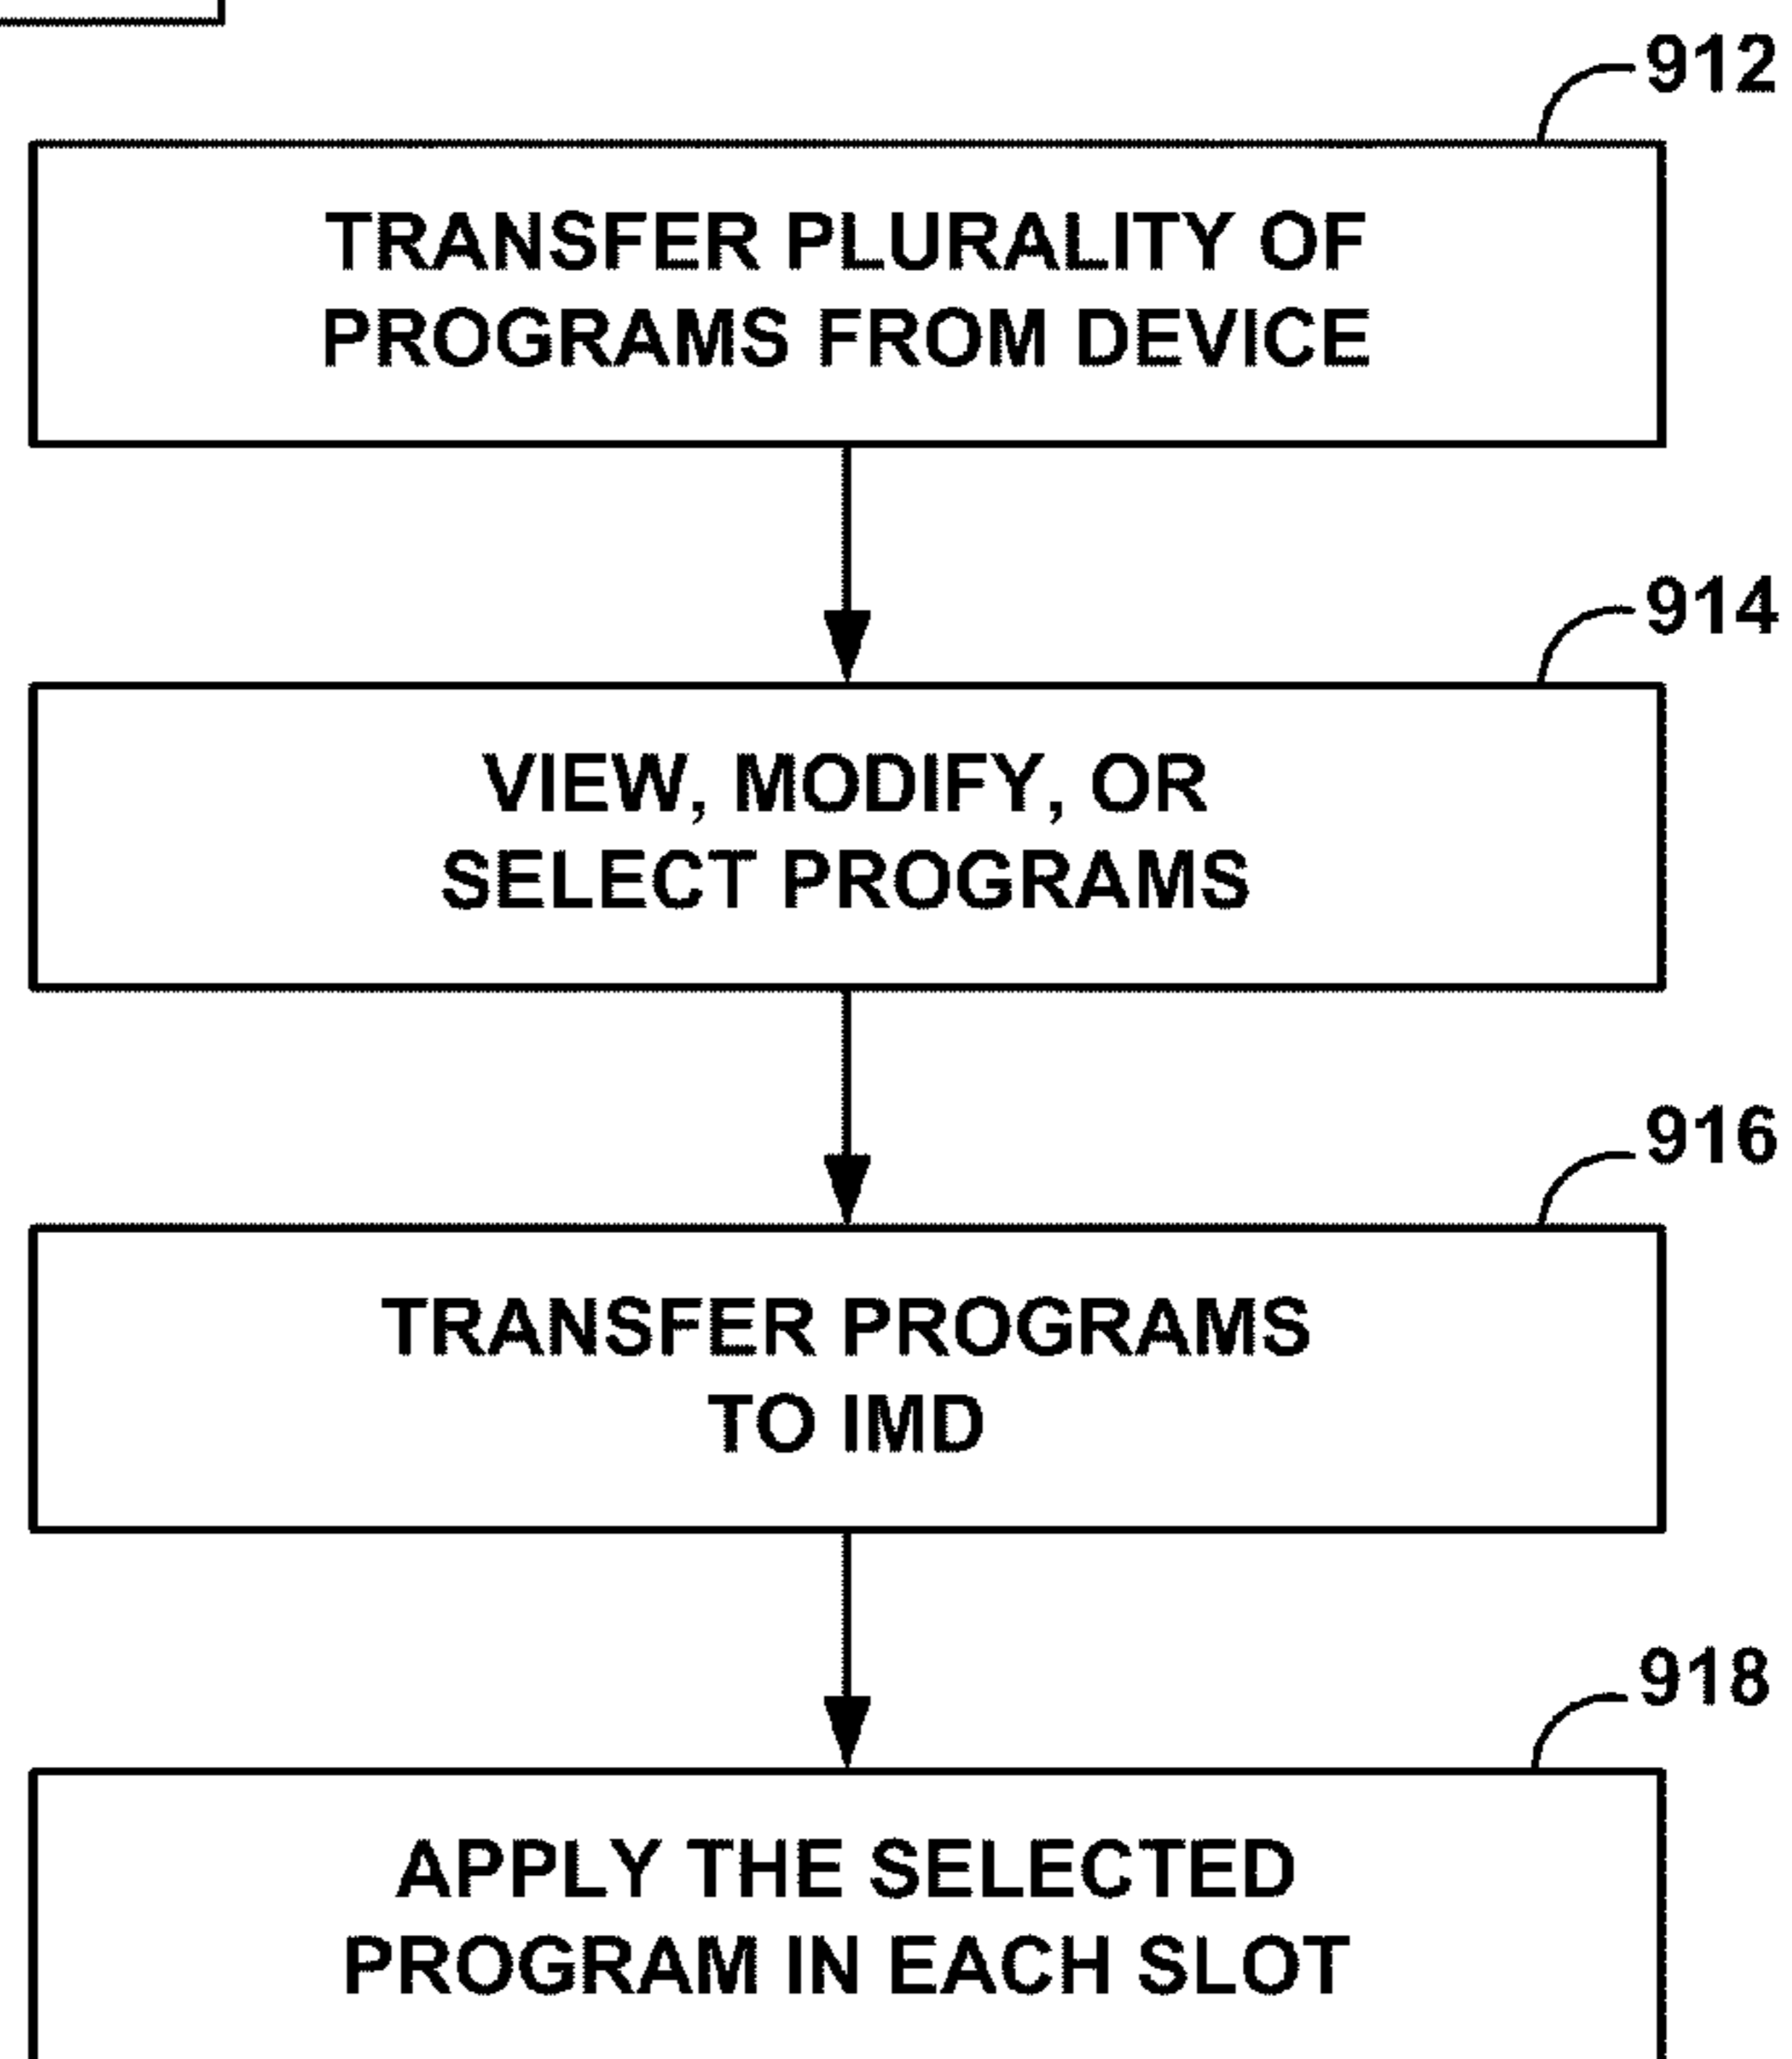 912
TRANSFER PLURALITY OF
PROGRAMS FROM DEVICE
914
VIEW, MODIFY, OR
SELECT PROGRAMS
916
TRANSFER PROGRAMS
TO IMD
918
APPLY THE SELECTED
PROGRAM IN EACH SLOT